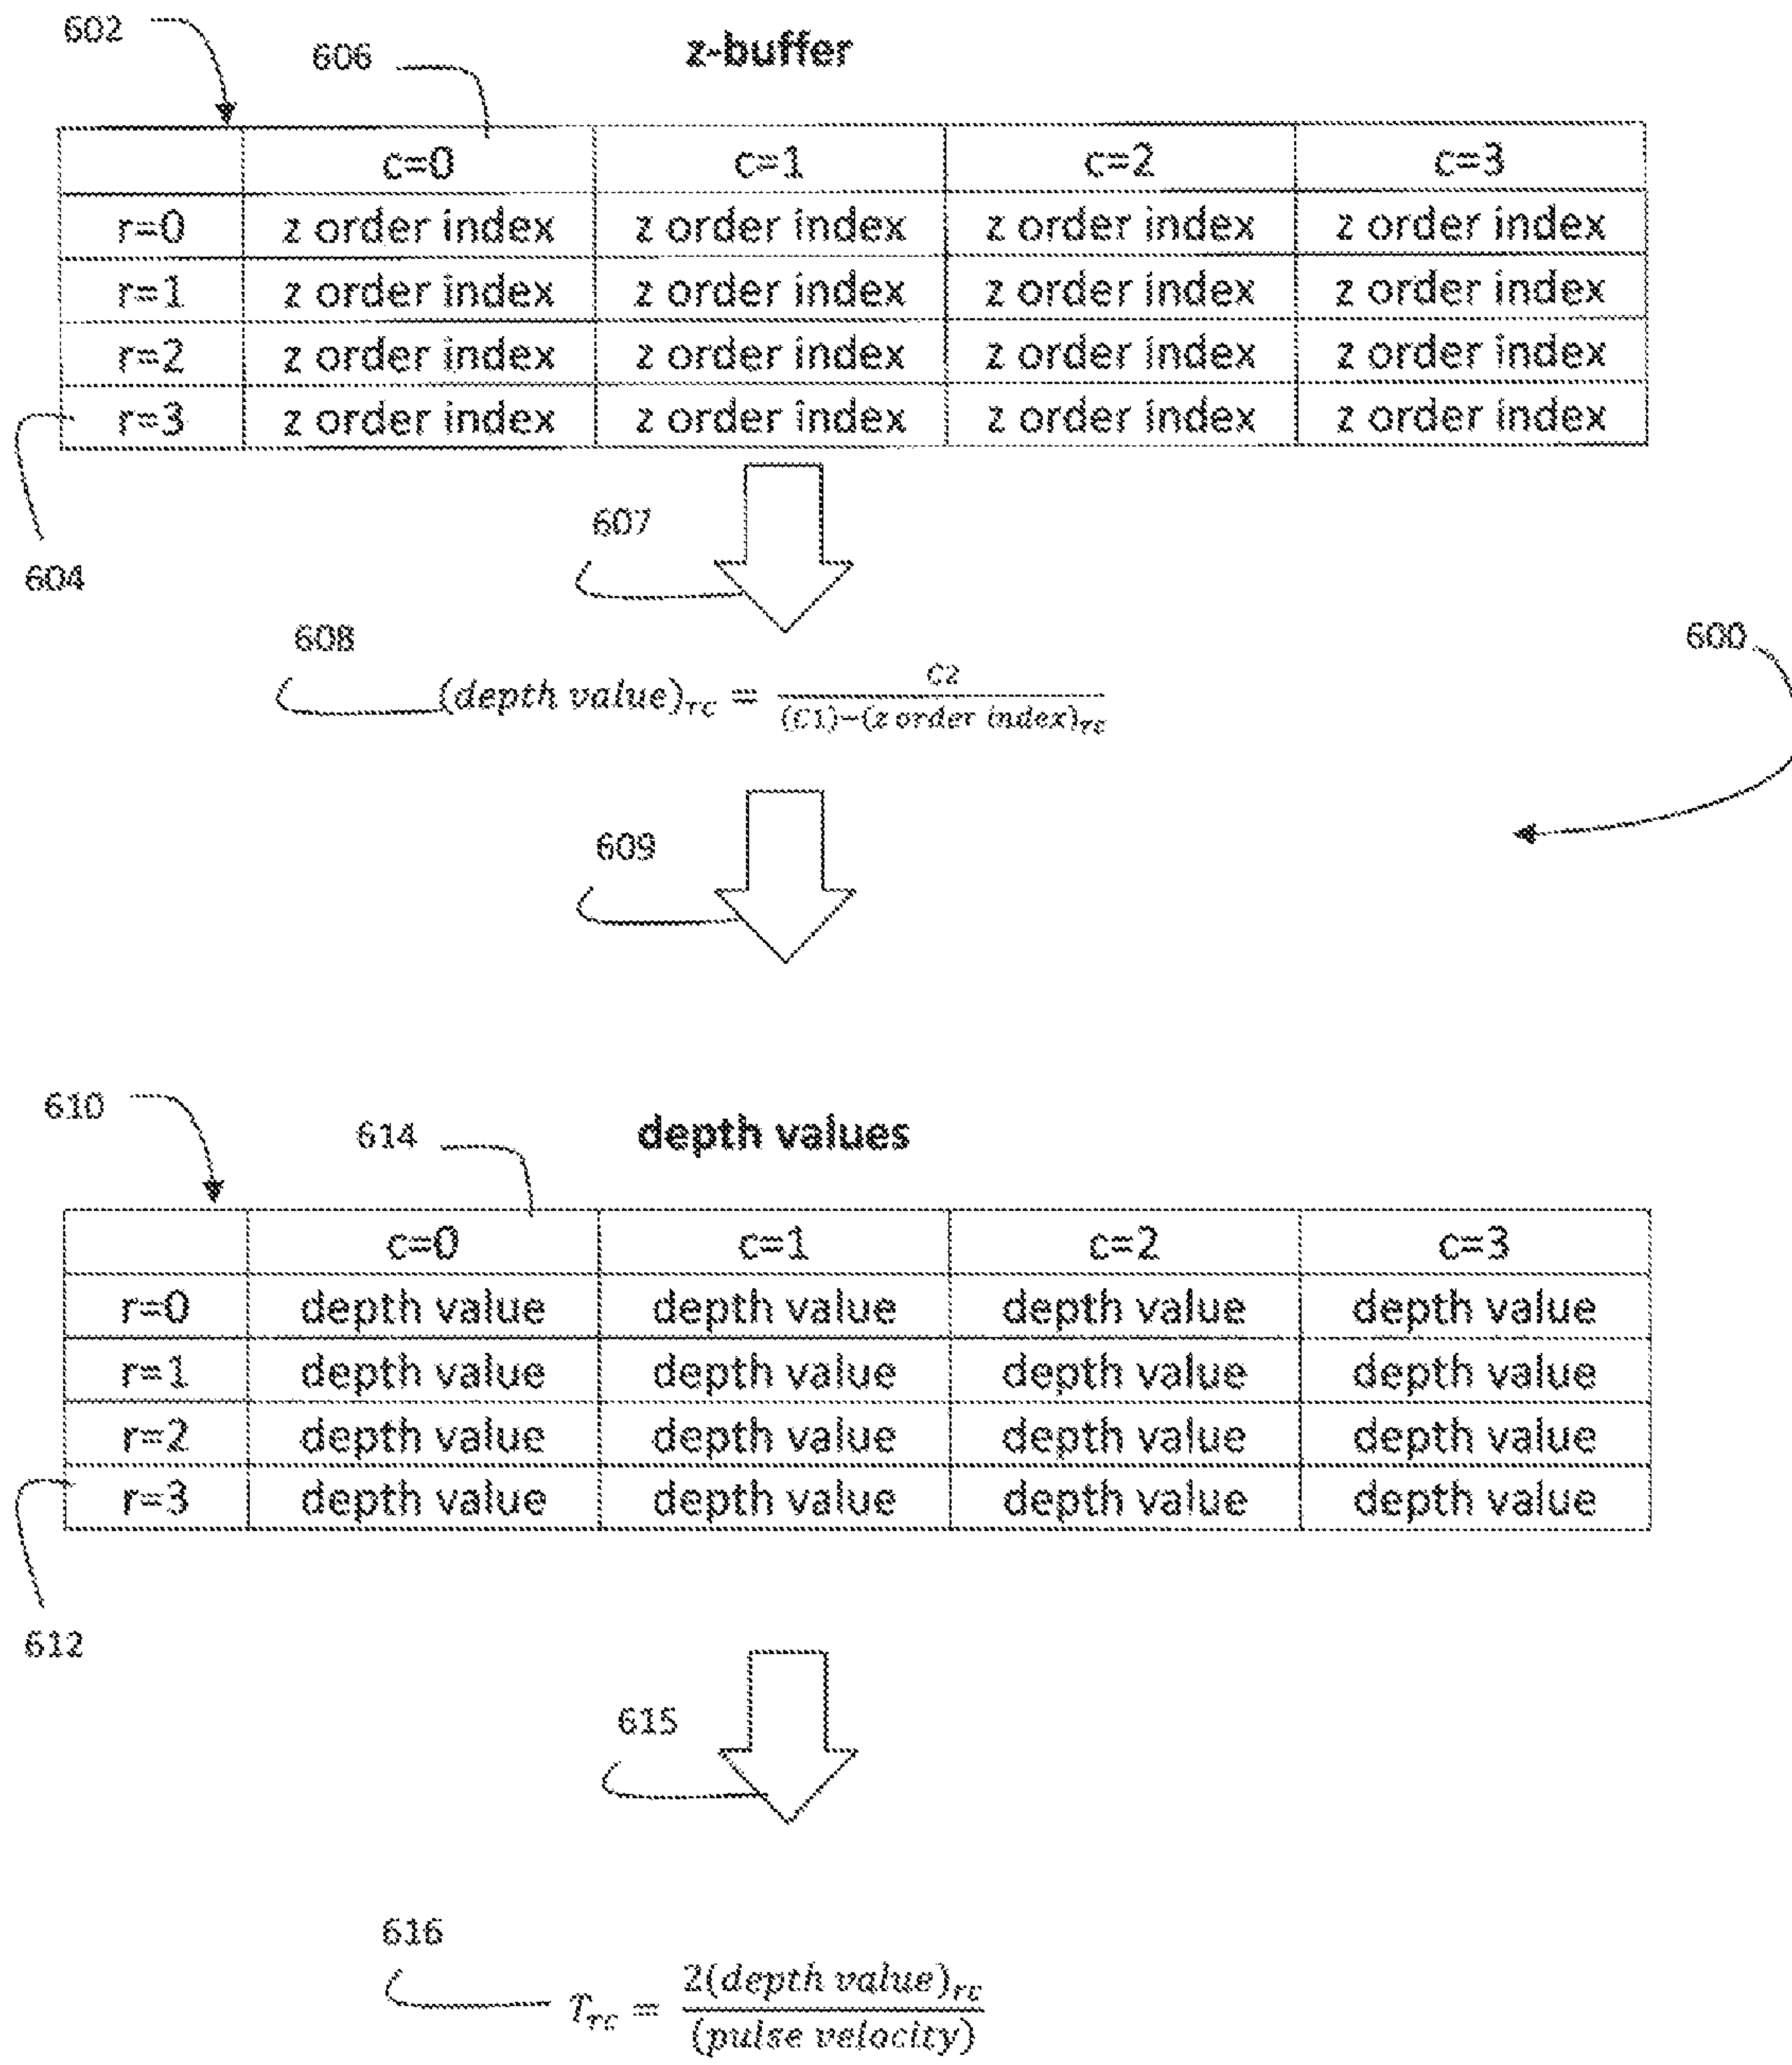 602
606
z-buffer
c=0 c=1 c=2 c=3
r=0 z order index z order index z order index z order index
r=1 z order index z order index z order index z order index
r=2 z order index z order index z order index z order index
r=3 z order index z order index z order index z order index
607
604
608
600
(depth value)rc = C2 / (C1)−(z order index)rc
609
610
614
depth values
c=0 c=1 c=2 c=3
r=0 depth value depth value depth value depth value
r=1 depth value depth value depth value depth value
r=2 depth value depth value depth value depth value
r=3 depth value depth value depth value depth value
612
615
616
Trc = 2(depth value)rc / (pulse velocity)